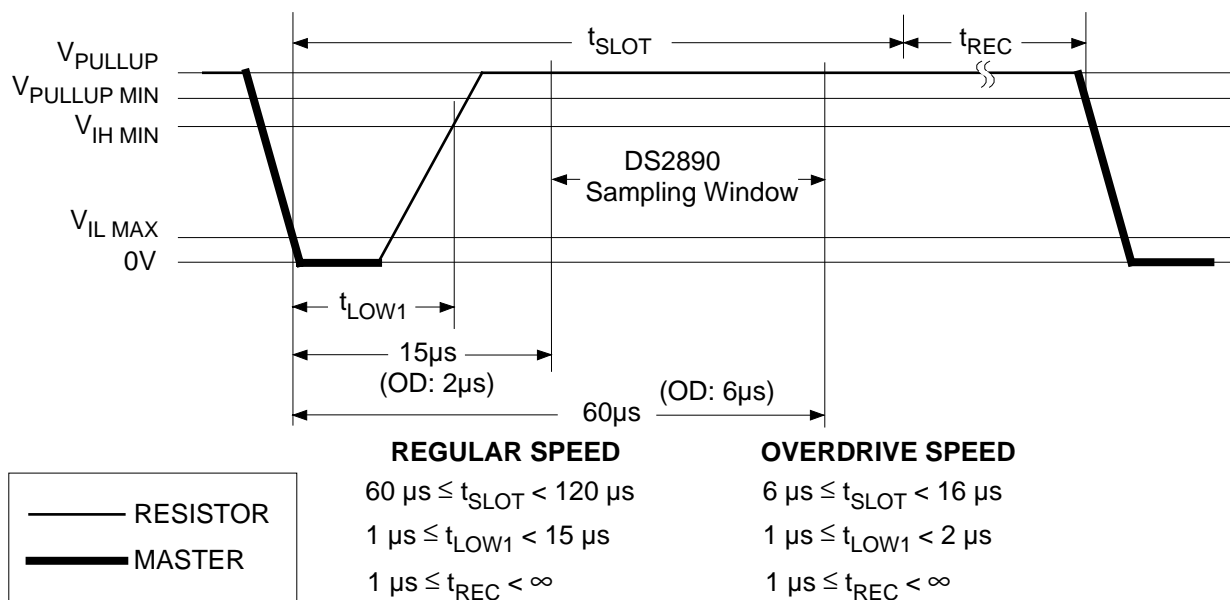 tSLOT
tREC
VPULLUP
VPULLUP MIN
VIH MIN
DS2890
Sampling Window
VIL MAX
0V
tLOW1
15µs
(OD: 2µs)
(OD: 6µs)
60µs
REGULAR SPEED
60 µs ≤ tSLOT < 120 µs
1 µs ≤ tLOW1 < 15 µs
1 µs ≤ tREC < ∞
OVERDRIVE SPEED
6 µs ≤ tSLOT < 16 µs
1 µs ≤ tLOW1 < 2 µs
1 µs ≤ tREC < ∞
RESISTOR
MASTER